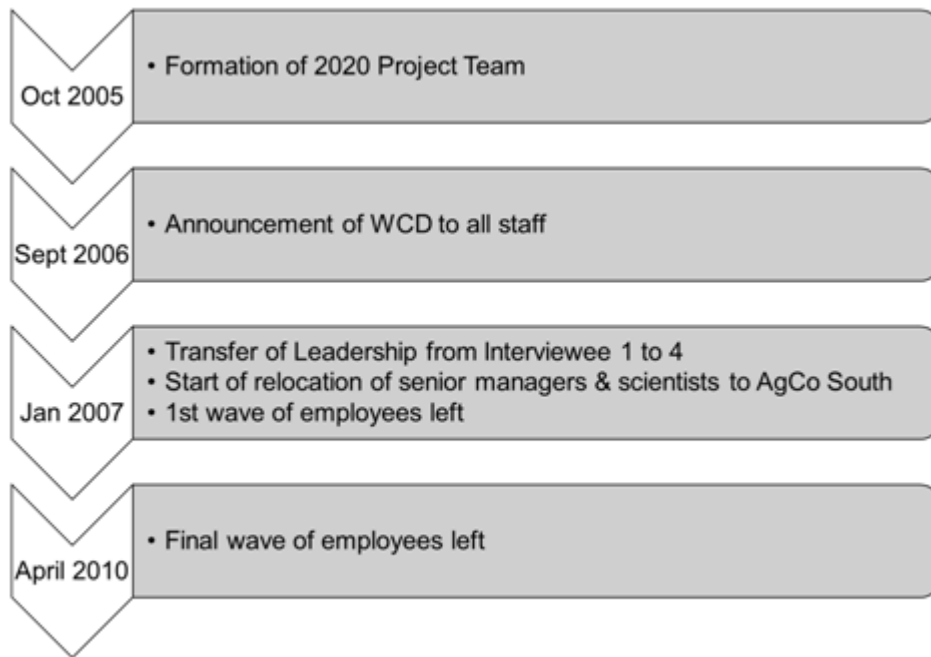 Oct 2005
• Formation of 2020 Project Team
Sept 2006
• Announcement of WCD to all staff
Jan 2007
• Transfer of Leadership from Interviewee 1 to 4
• Start of relocation of senior managers & scientists to AgCo South
• 1st wave of employees left
April 2010
• Final wave of employees left